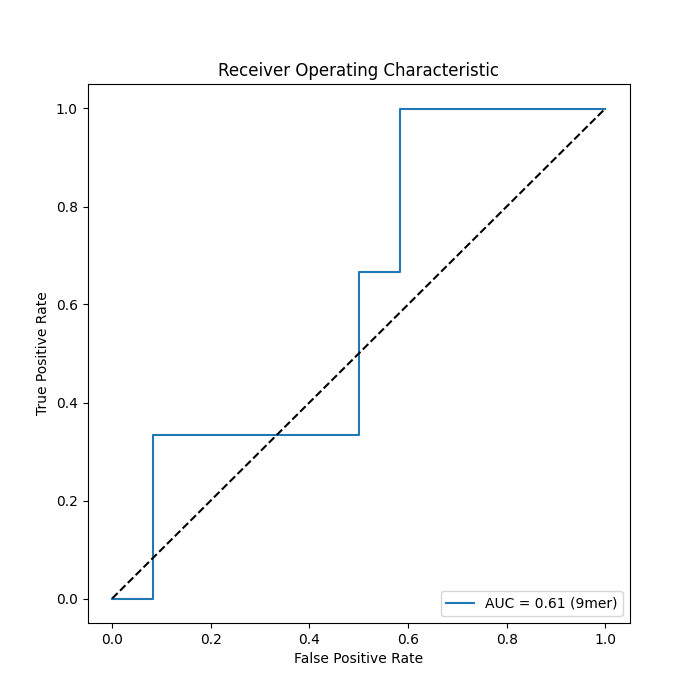 Receiver Operating Characteristic
1.0
0.8
0.6
0.4
0.2
0.0
True Positive Rate
AUC = 0.61 (9mer)
0.0 0.2 0.4 0.6 0.8 1.0
False Positive Rate